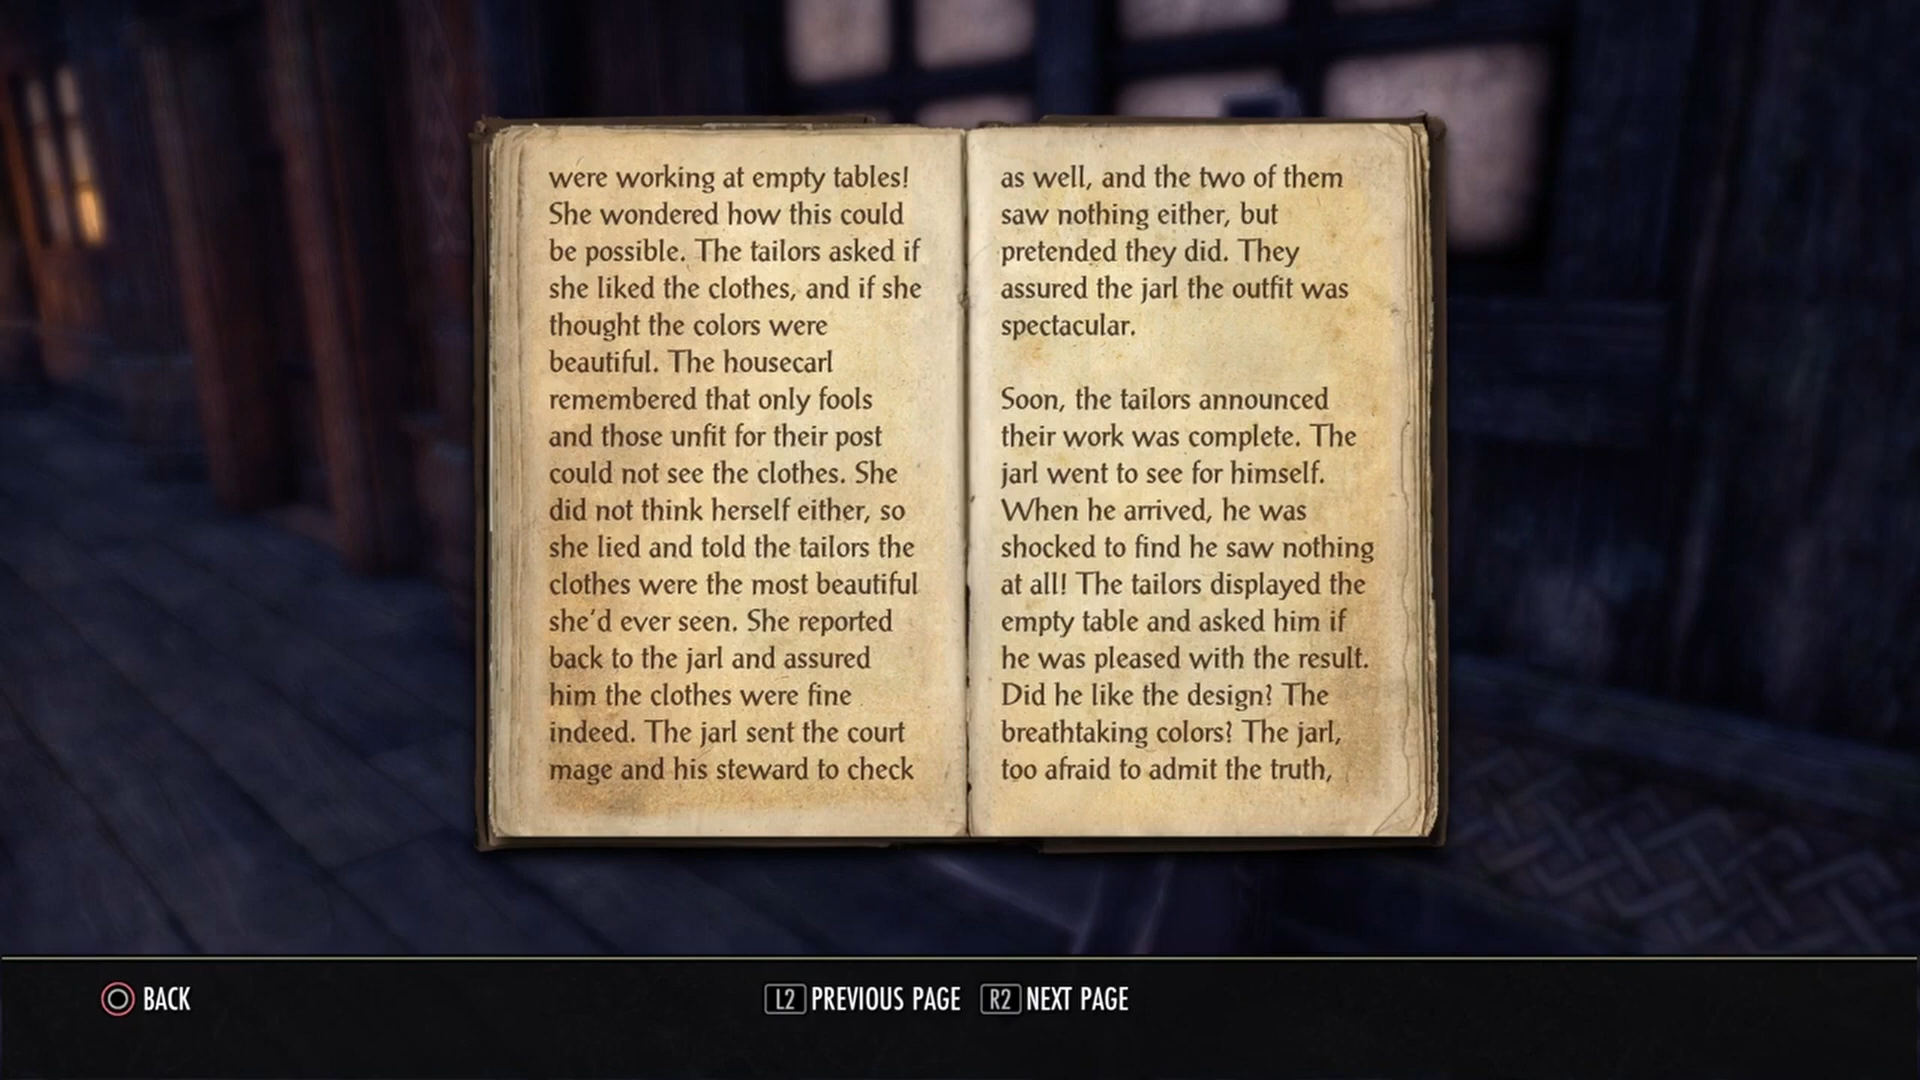 were working at empty tables!
She wondered how this could
be possible. The tailors asked if
she liked the clothes, and if she
thought the colors were
beautiful. The housecarl
remembered that only fools
and those unfit for their post
could not see the clothes. She
did not think herself either, so
she lied and told the tailors the
clothes were the most beautiful
she'd ever seen. She reported
back to the jarl and assured
him the clothes were fine
indeed. The jarl sent the court
mage and his steward to check
as well, and the two of them
saw nothing either, but
pretended they did. They
assured the jarl the outfit was
spectacular.
Soon, the tailors announced
their work was complete. The
jarl went to see for himself.
When he arrived, he was
shocked to find he saw nothing
at all! The tailors displayed the
empty table and asked him if
he was pleased with the result.
Did he like the design? The
breathtaking colors? The jarl,
too afraid to admit the truth,
BACK
L2 PREVIOUS PAGE R2 NEXT PAGE